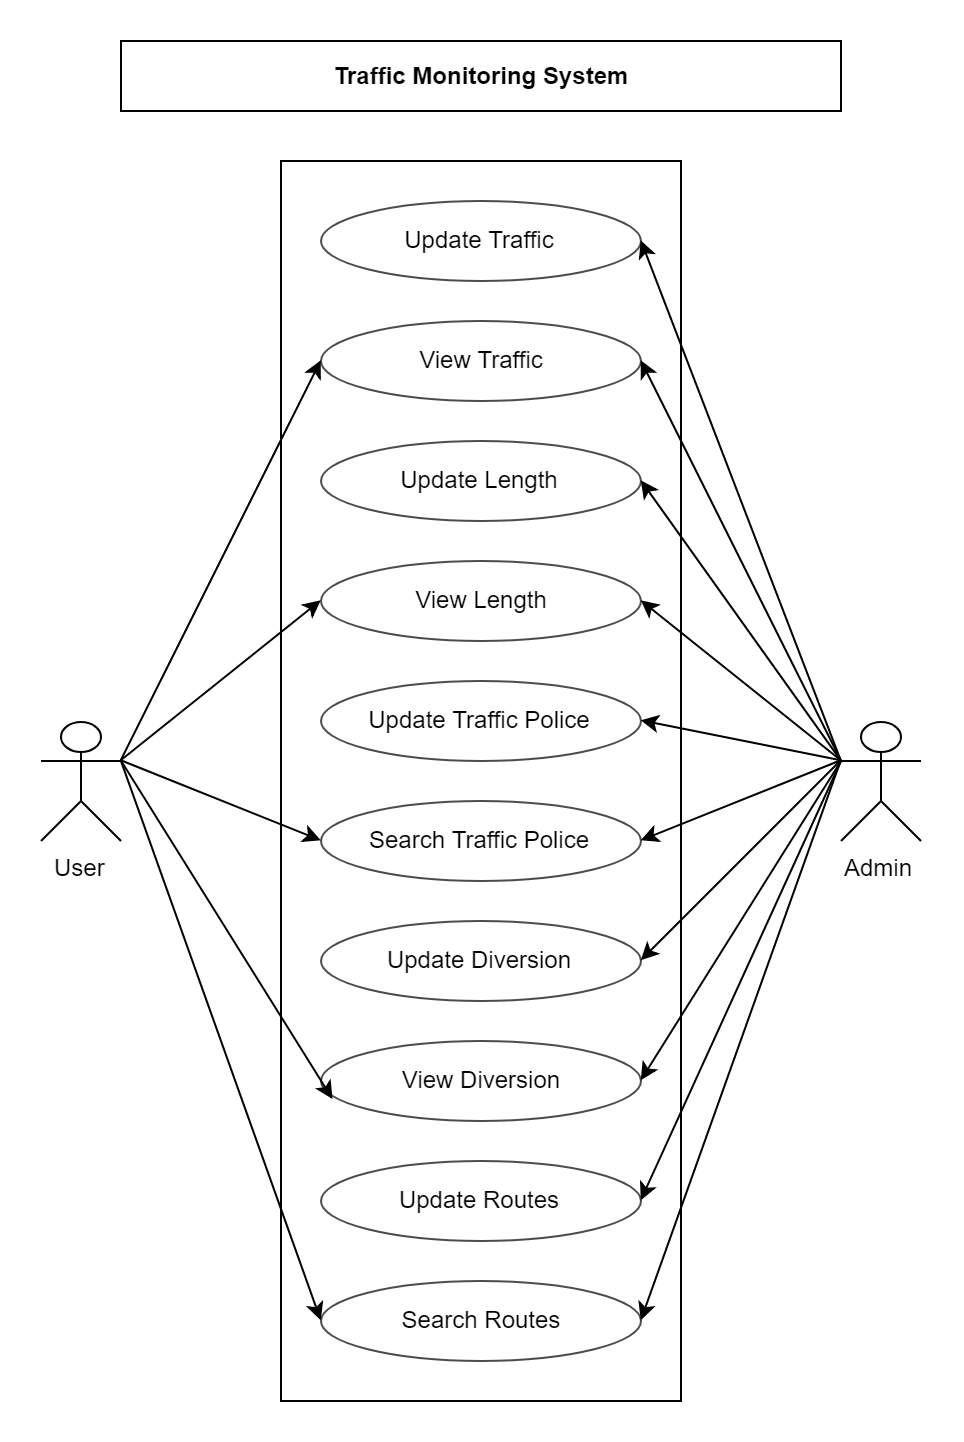 Traffic Monitoring System
Update Traffic
View Traffic
Update Length
View Length
Update Traffic Police
Search Traffic Police
User
Admin
Update Diversion
View Diversion
Update Routes
Search Routes